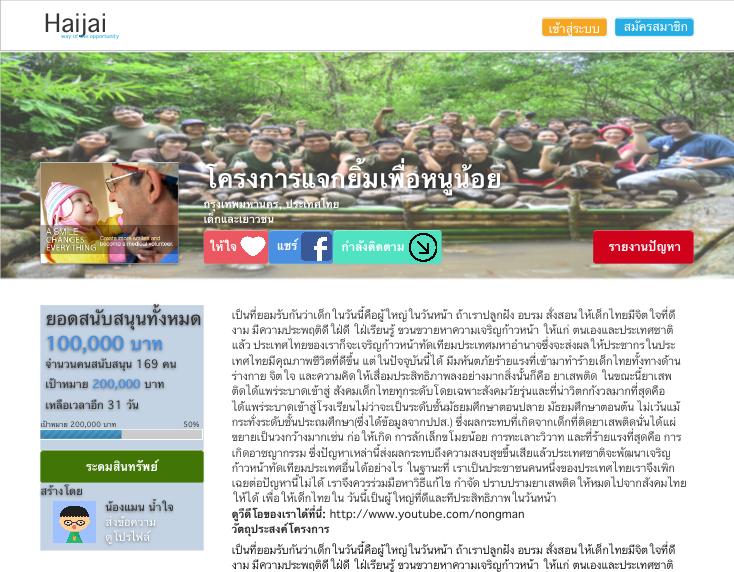 Haijai
way of the opportunity
เข้าสู่ระบบ
สมัครสมาชิก
โครงการแจกยิ้มเพื่อหนูน้อย
กรุงเทพมหานคร, ประเทศไทย
เด็กและเยาวชน
A SMILE
CHANGES
EVERYTHING
Create more smiles and
become a medical volunteer.
ให้ใจ
แชร์
กำลังติดตาม
รายงานปัญหา
ยอดสนับสนุนทั้งหมด
100,000 บาท
จำนวนคนสนับสนุน 169 คน
เป้าหมาย 200,000 บาท
เหลือเวลาอีก 31 วัน
เป้าหมาย 200,000 บาท 50%
ระดมสินทรัพย์
สร้างโดย
น้องแมน น้ำใจ
ส่งข้อความ
ดูโปรไฟล์
เป็นที่ยอมรับกันว่าเด็กในวันนี้คือผู้ใหญ่ในวันหน้า ถ้าเราปลูกฝัง อบรม สั่งสอนให้เด็กไทยมีจิตใจที่ดี
งาม มีความประพฤติดี ใฝ่ดี ใฝ่เรียนรู้ ขวนขวายหาความเจริญก้าวหน้า ให้แก่ ตนเองและประเทศชาติ
แล้ว ประเทศไทยของเราก็จะเจริญก้าวหน้าทัดเทียมประเทศมหาอำนาจซึ่งจะส่งผลให้ประชากรในประ
เทศไทยมีคุณภาพชีวิตที่ดีขึ้น แต่ในปัจจุบันนี้ได้ มีมหันตภัยร้ายแรงที่เข้ามาทำร้ายเด็กไทยทั้งทางด้าน
ร่างกาย จิตใจ และความคิดให้เสื่อมประสิทธิภาพลงอย่างมากสิ่งนั้นก็คือ ยาเสพติด ในขณะนี้ยาเสพ
ติดได้แพร่ระบาดเข้าสู่ สังคมเด็กไทยทุกระดับโดยเฉพาะสังคมวัยรุ่นและที่น่าวิตกกังวลมากที่สุดคือ
ได้แพร่ระบาดเข้าสู่โรงเรียนไม่ว่าจะเป็นระดับชั้นมัธยมศึกษาตอนปลาย มัธยมศึกษาตอนต้น ไม่เว้นแม้
กระทั่งระดับชั้นประถมศึกษา(ซึ่งได้ข้อมูลจากปปส.) ซึ่งผลกระทบที่เกิดจากเด็กที่ติดยาเสพติดนั้นได้แผ่
ขยายเป็นวงกว้างมากเช่น ก่อให้เกิด การลักเล็กขโมยน้อย การทะเลาะวิวาท และที่ร้ายแรงที่สุดคือ การ
เกิดอาชญากรรม ซึ่งปัญหาเหล่านี้ส่งผลกระทบถึงความสงบสุขขึ้นเสียแล้วประเทศชาติจะพัฒนาเจริญ
ก้าวหน้าทัดเทียมประเทศอื่นได้อย่างไร ในฐานะที่ เราเป็นประชาชนคนหนึ่งของประเทศไทยเราจึงเพิก
เฉยต่อปัญหานี้ไม่ได้ เราจึงควรร่วมมือหาวิธีแก้ไข กำจัด ปราบปรามยาเสพติด ให้หมดไปจากสังคมไทย
ให้ได้ เพื่อให้เด็กไทยใน วันนี้เป็นผู้ใหญ่ที่ดีและมีประสิทธิภาพในวันหน้า
ดูวีดีโอของเราได้ที่นี่: http://www.youtube.com/nongman
วัตถุประสงค์โครงการ
เป็นที่ยอมรับกันว่าเด็กในวันนี้คือผู้ใหญ่ในวันหน้า ถ้าเราปลูกฝัง อบรม สั่งสอนให้เด็กไทยมีจิตใจที่ดี
งาม มีความประพฤติดี ใฝ่ดี ใฝ่เรียนรู้ ขวนขวายหาความเจริญก้าวหน้า ให้แก่ ตนเองและประเทศชาติ